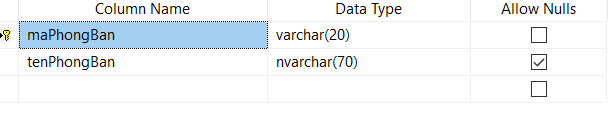 Column Name Data Type Allow Nulls
maPhongBan varchar(20)
tenPhongBan nvarchar(70)